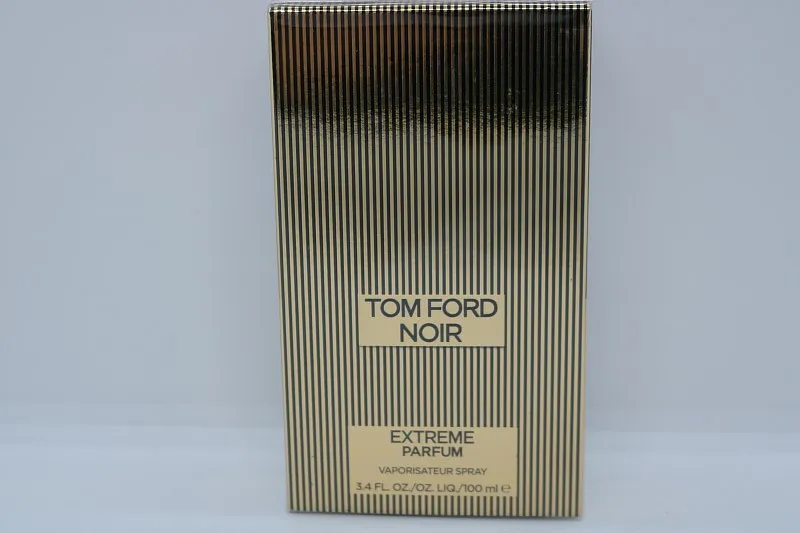 TOM FORD
NOIR
EXTREME
PARFUM
VAPORISATEUR SPRAY
3.4 FL. OZ./OZ. LIQ./100 ml ℮